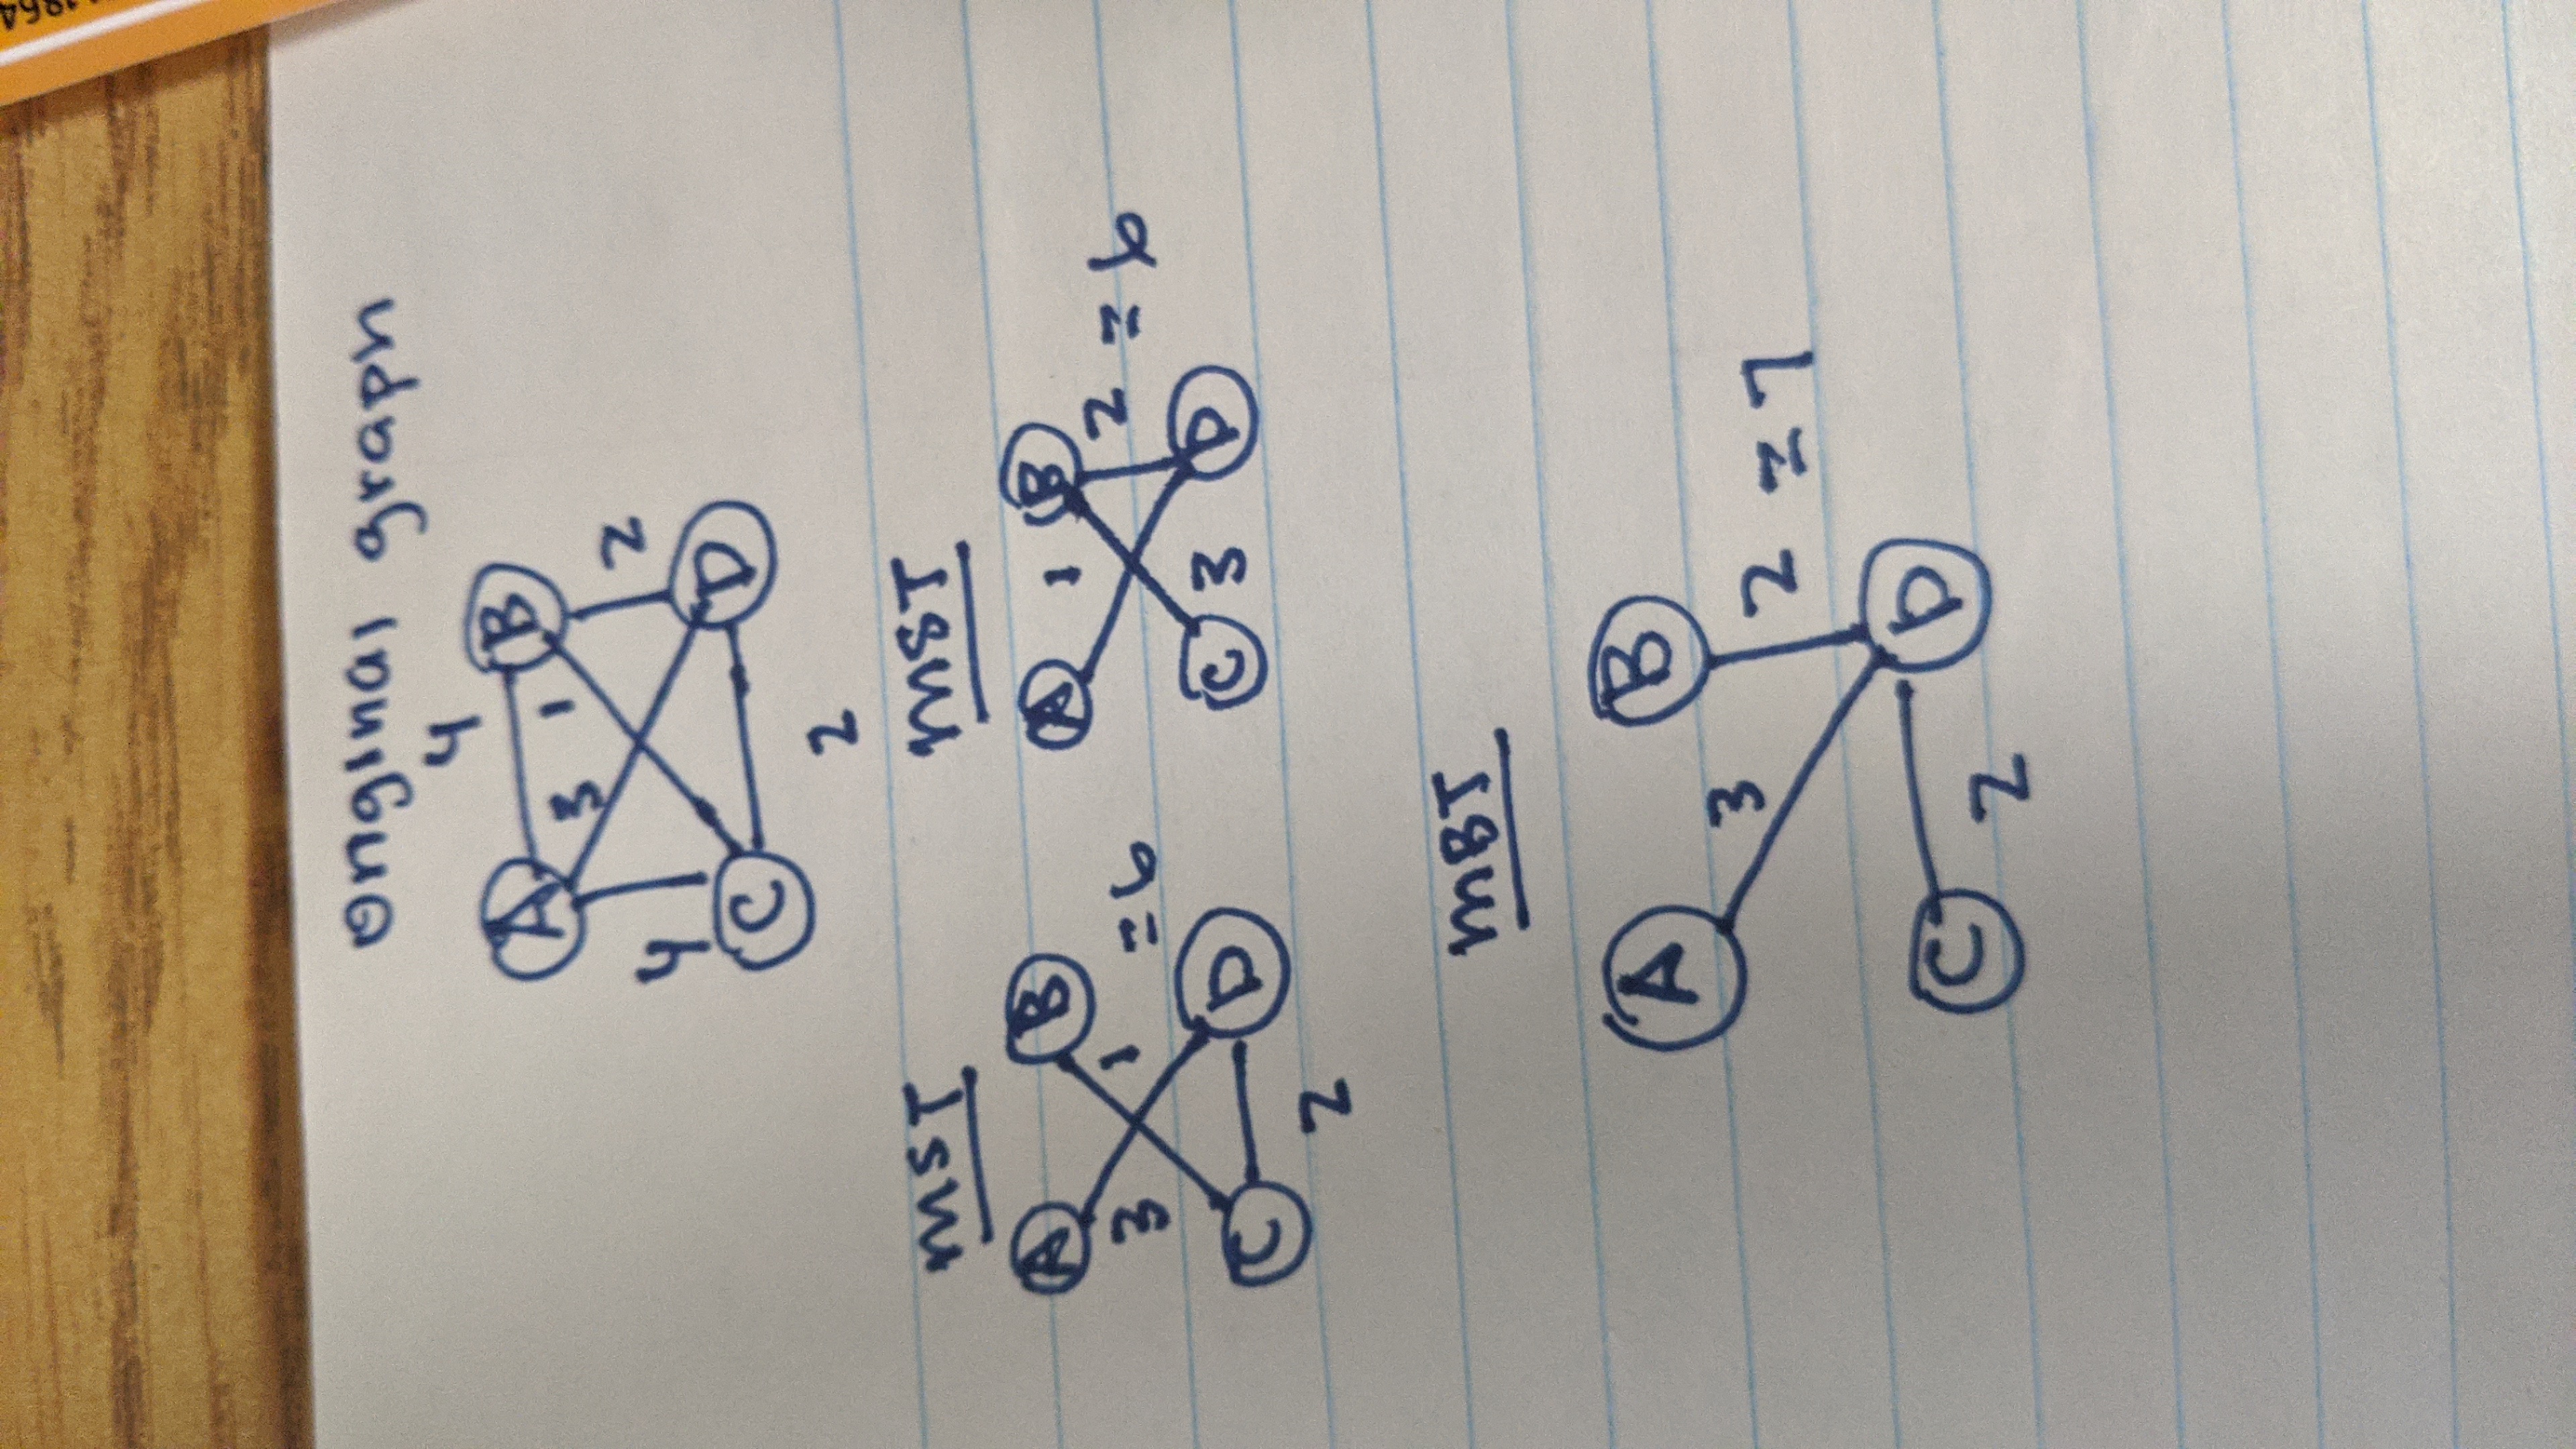 original graph
4
A B
3 1
2
4
C D
2
MST MST
A B A 1 B
3 1 = 6 2 = 6
C D C 3 D
2
MBT
A B
3 2 = 7
C D
2